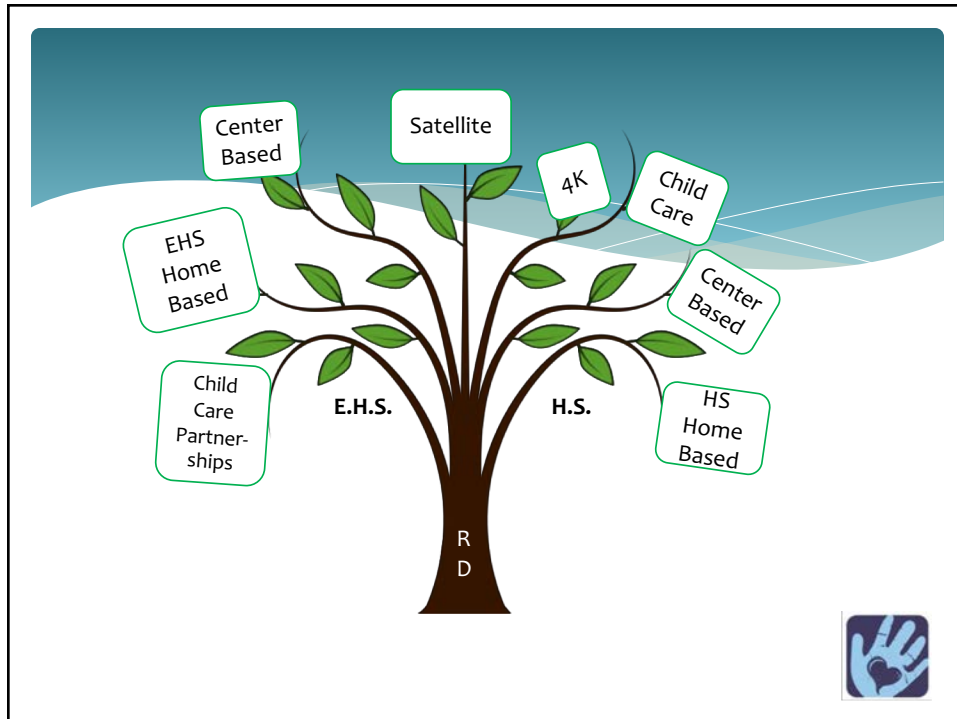 Center
Based
Satellite
4K
Child
Care
EHS
Home
Based
Center
Based
Child
Care
Partner-
ships
E.H.S.
H.S.
HS
Home
Based
R
D